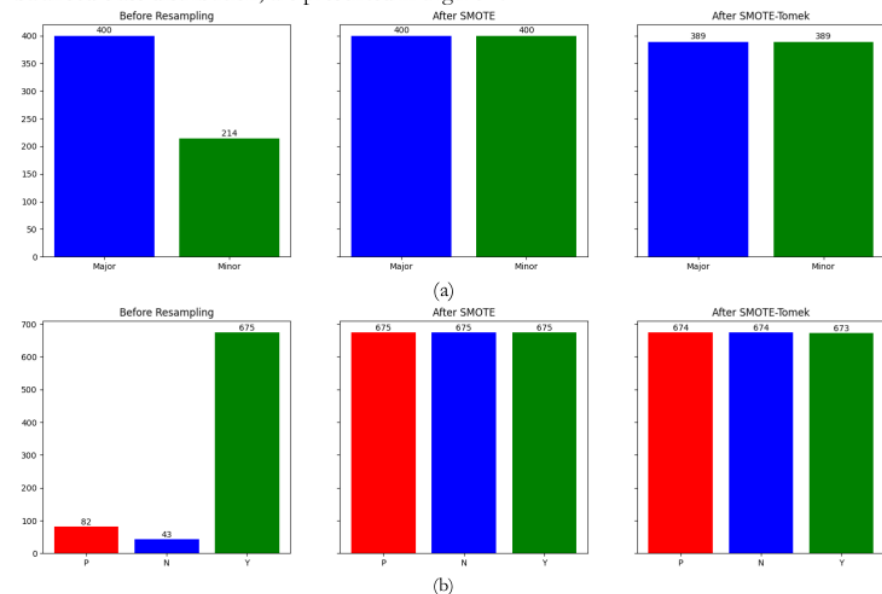 Before Resampling
After SMOTE
After SMOTE-Tomek
400
214
400
400
389
389
400
350
300
250
200
150
100
50
0
Major
Minor
Major
Minor
Major
Minor
(a)
Before Resampling
After SMOTE
After SMOTE-Tomek
82
43
675
675
675
675
674
674
673
700
600
500
400
300
200
100
0
P
N
Y
P
N
Y
P
N
Y
(b)